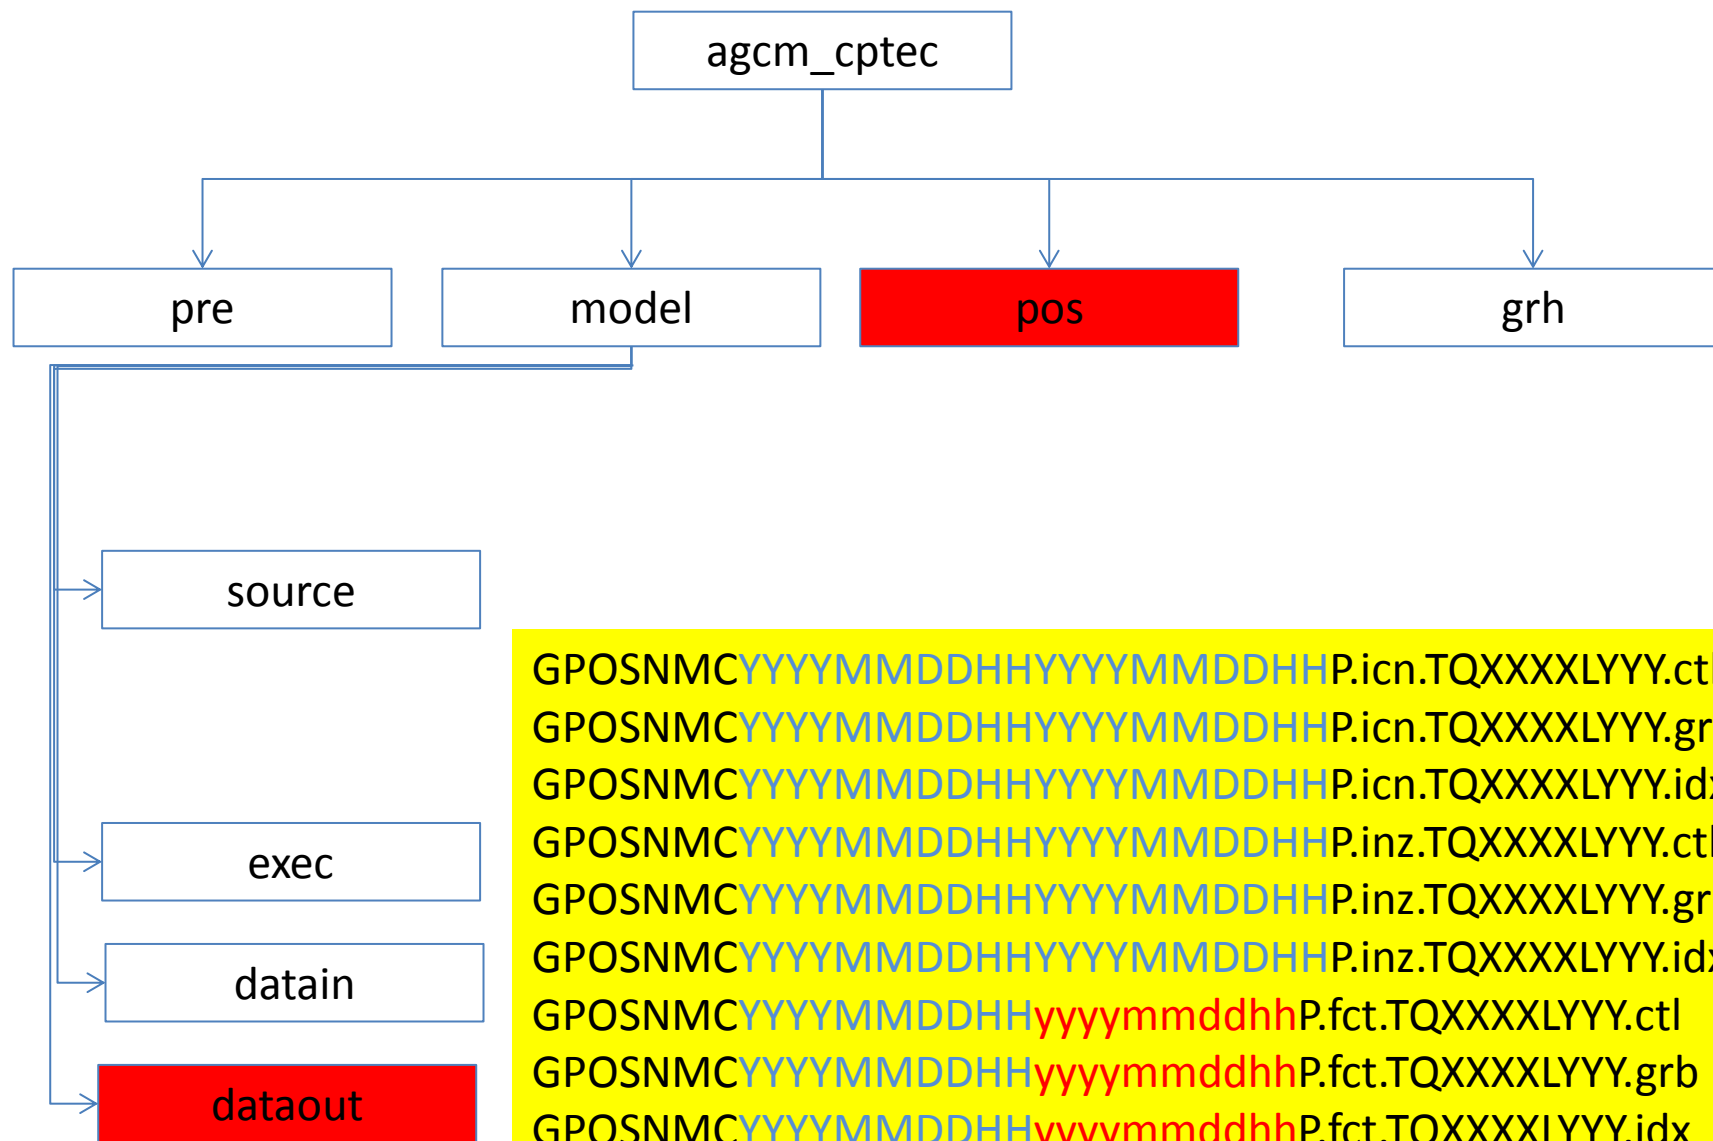 agcm_cptec
pre
model
pos
grh
source
exec
datain
dataout
GPOSNMCYYYYMMDDHHYYYYMMDDHHP.icn.TQXXXXLYYY.ctl
GPOSNMCYYYYMMDDHHYYYYMMDDHHP.icn.TQXXXXLYYY.gr
GPOSNMCYYYYMMDDHHYYYYMMDDHHP.icn.TQXXXXLYYY.idx
GPOSNMCYYYYMMDDHHYYYYMMDDHHP.inz.TQXXXXLYYY.ctl
GPOSNMCYYYYMMDDHHYYYYMMDDHHP.inz.TQXXXXLYYY.gr
GPOSNMCYYYYMMDDHHYYYYMMDDHHP.inz.TQXXXXLYYY.idx
GPOSNMCYYYYMMDDHHyyyymmddhhP.fct.TQXXXXLYYY.ctl
GPOSNMCYYYYMMDDHHyyyymmddhhP.fct.TQXXXXLYYY.grb
GPOSNMCYYYYMMDDHHyyyymmddhhP.fct.TQXXXXLYYY.idx